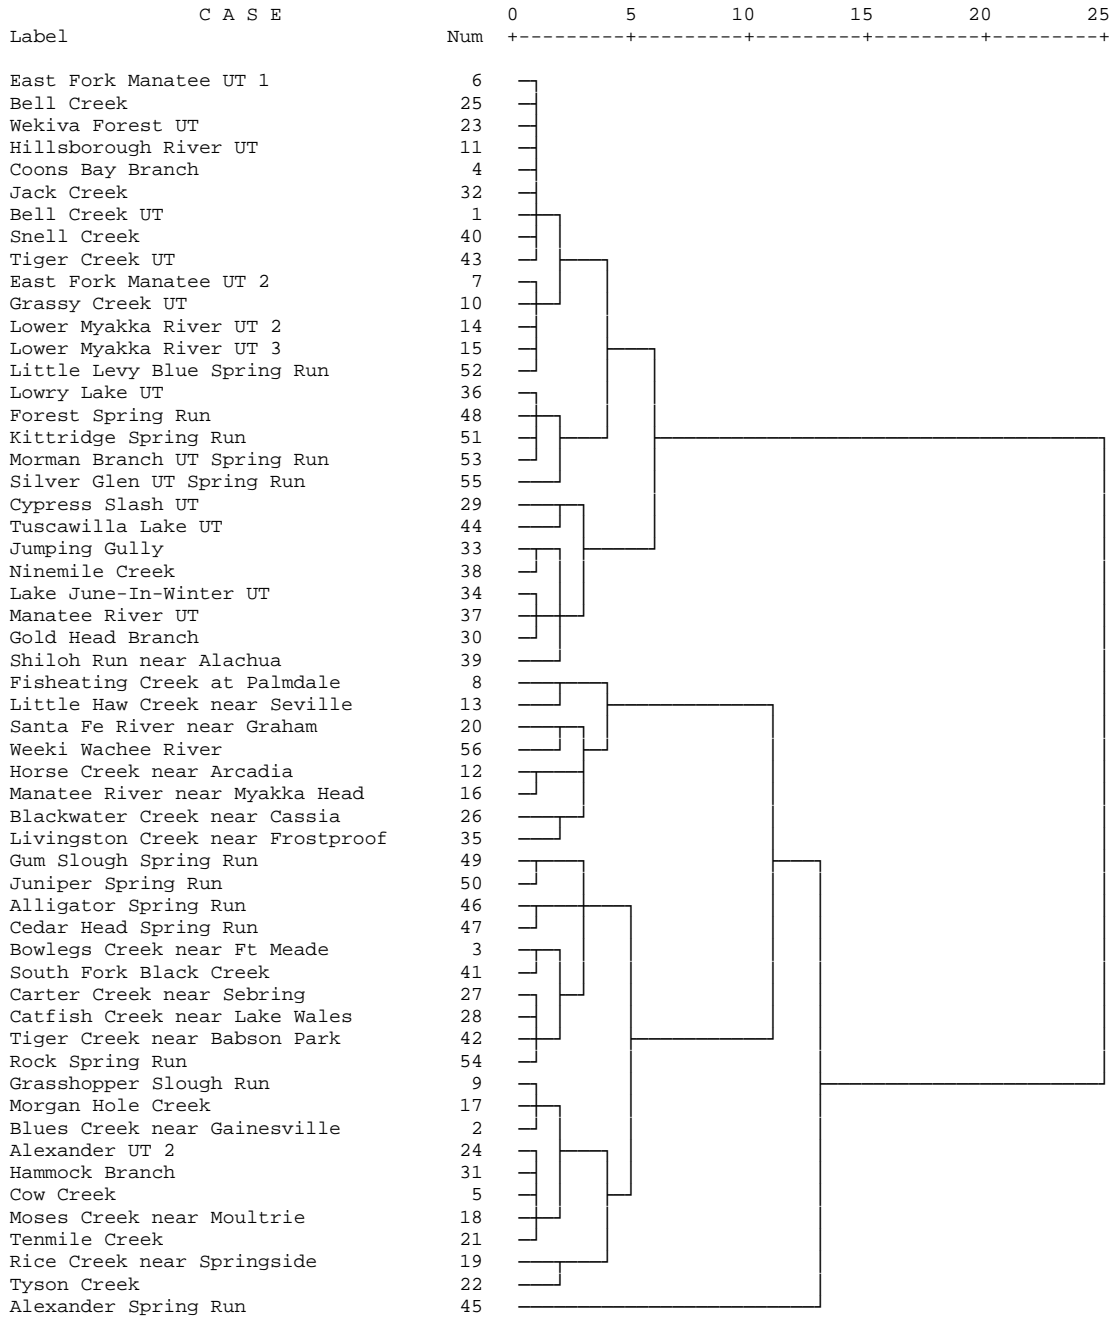 C A S E 0 5 10 15 20 25
Label Num +---------+---------+---------+---------+---------+
East Fork Manatee UT 1 6
Bell Creek 25
Wekiva Forest UT 23
Hillsborough River UT 11
Coons Bay Branch 4
Jack Creek 32
Bell Creek UT 1
Snell Creek 40
Tiger Creek UT 43
East Fork Manatee UT 2 7
Grassy Creek UT 10
Lower Myakka River UT 2 14
Lower Myakka River UT 3 15
Little Levy Blue Spring Run 52
Lowry Lake UT 36
Forest Spring Run 48
Kittridge Spring Run 51
Morman Branch UT Spring Run 53
Silver Glen UT Spring Run 55
Cypress Slash UT 29
Tuscawilla Lake UT 44
Jumping Gully 33
Ninemile Creek 38
Lake June-In-Winter UT 34
Manatee River UT 37
Gold Head Branch 30
Shiloh Run near Alachua 39
Fisheating Creek at Palmdale 8
Little Haw Creek near Seville 13
Santa Fe River near Graham 20
Weeki Wachee River 56
Horse Creek near Arcadia 12
Manatee River near Myakka Head 16
Blackwater Creek near Cassia 26
Livingston Creek near Frostproof 35
Gum Slough Spring Run 49
Juniper Spring Run 50
Alligator Spring Run 46
Cedar Head Spring Run 47
Bowlegs Creek near Ft Meade 3
South Fork Black Creek 41
Carter Creek near Sebring 27
Catfish Creek near Lake Wales 28
Tiger Creek near Babson Park 42
Rock Spring Run 54
Grasshopper Slough Run 9
Morgan Hole Creek 17
Blues Creek near Gainesville 2
Alexander UT 2 24
Hammock Branch 31
Cow Creek 5
Moses Creek near Moultrie 18
Tenmile Creek 21
Rice Creek near Springside 19
Tyson Creek 22
Alexander Spring Run 45